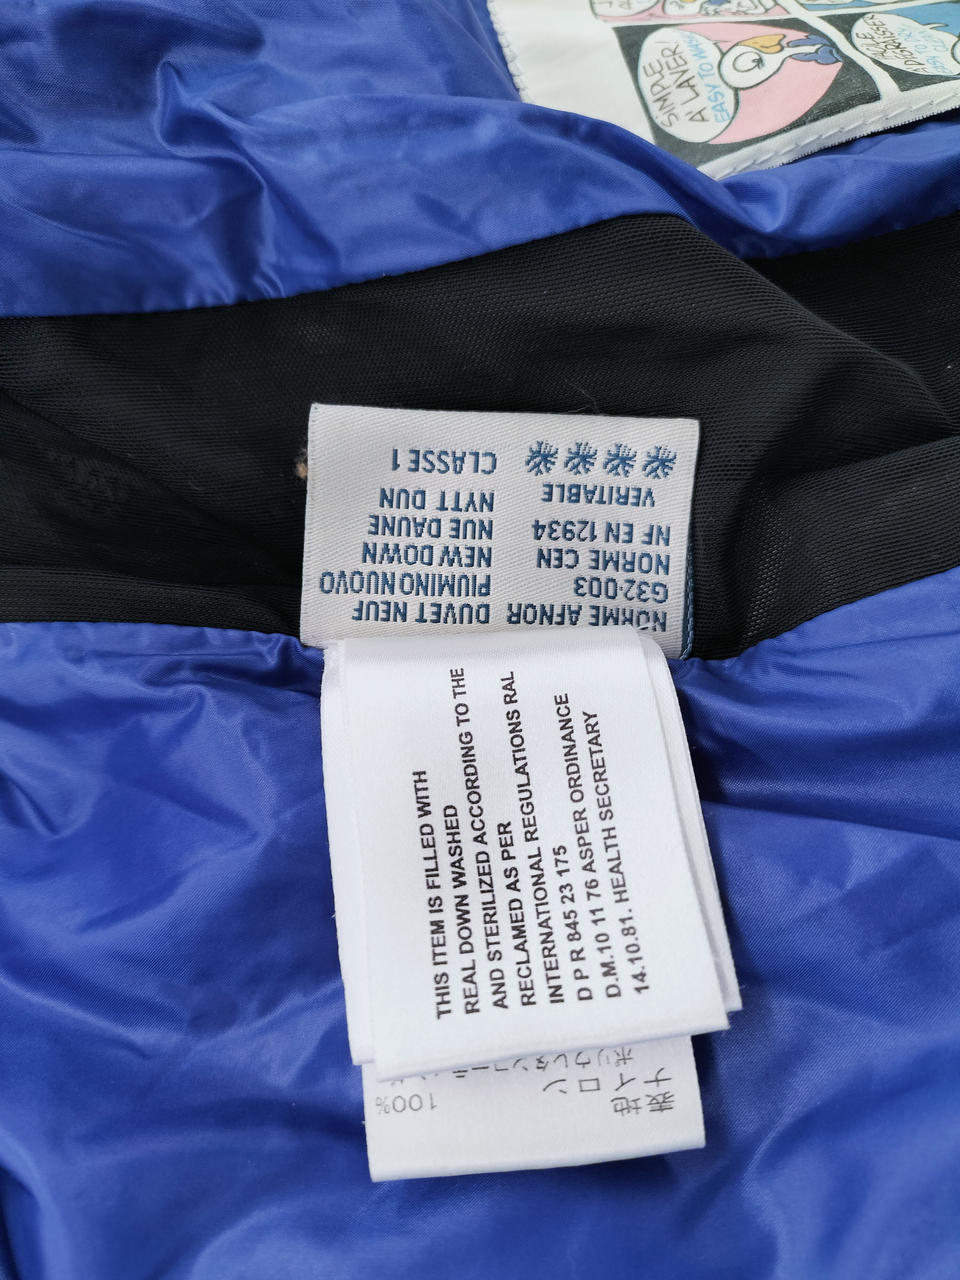 SIMPLE
A LAVER!
EASY TO WASH!
NORME AFNOR
G32-003
NORME CEN
NF EN 12934
VERITABLE
DUVET NEUF
PIUMINO NUOVO
NEW DOWN
NUE DAUNE
NYTT DUN
CLASSE 1
THIS ITEM IS FILLED WITH
REAL DOWN WASHED
AND STERILIZED ACCORDING TO THE
RECLAMED AS PER
INTERNATIONAL REGULATIONS RAL
D P R 845 23 175
D.M.10 11 76 ASPER ORDINANCE
14.10.81. HEALTH SECRETARY
100%